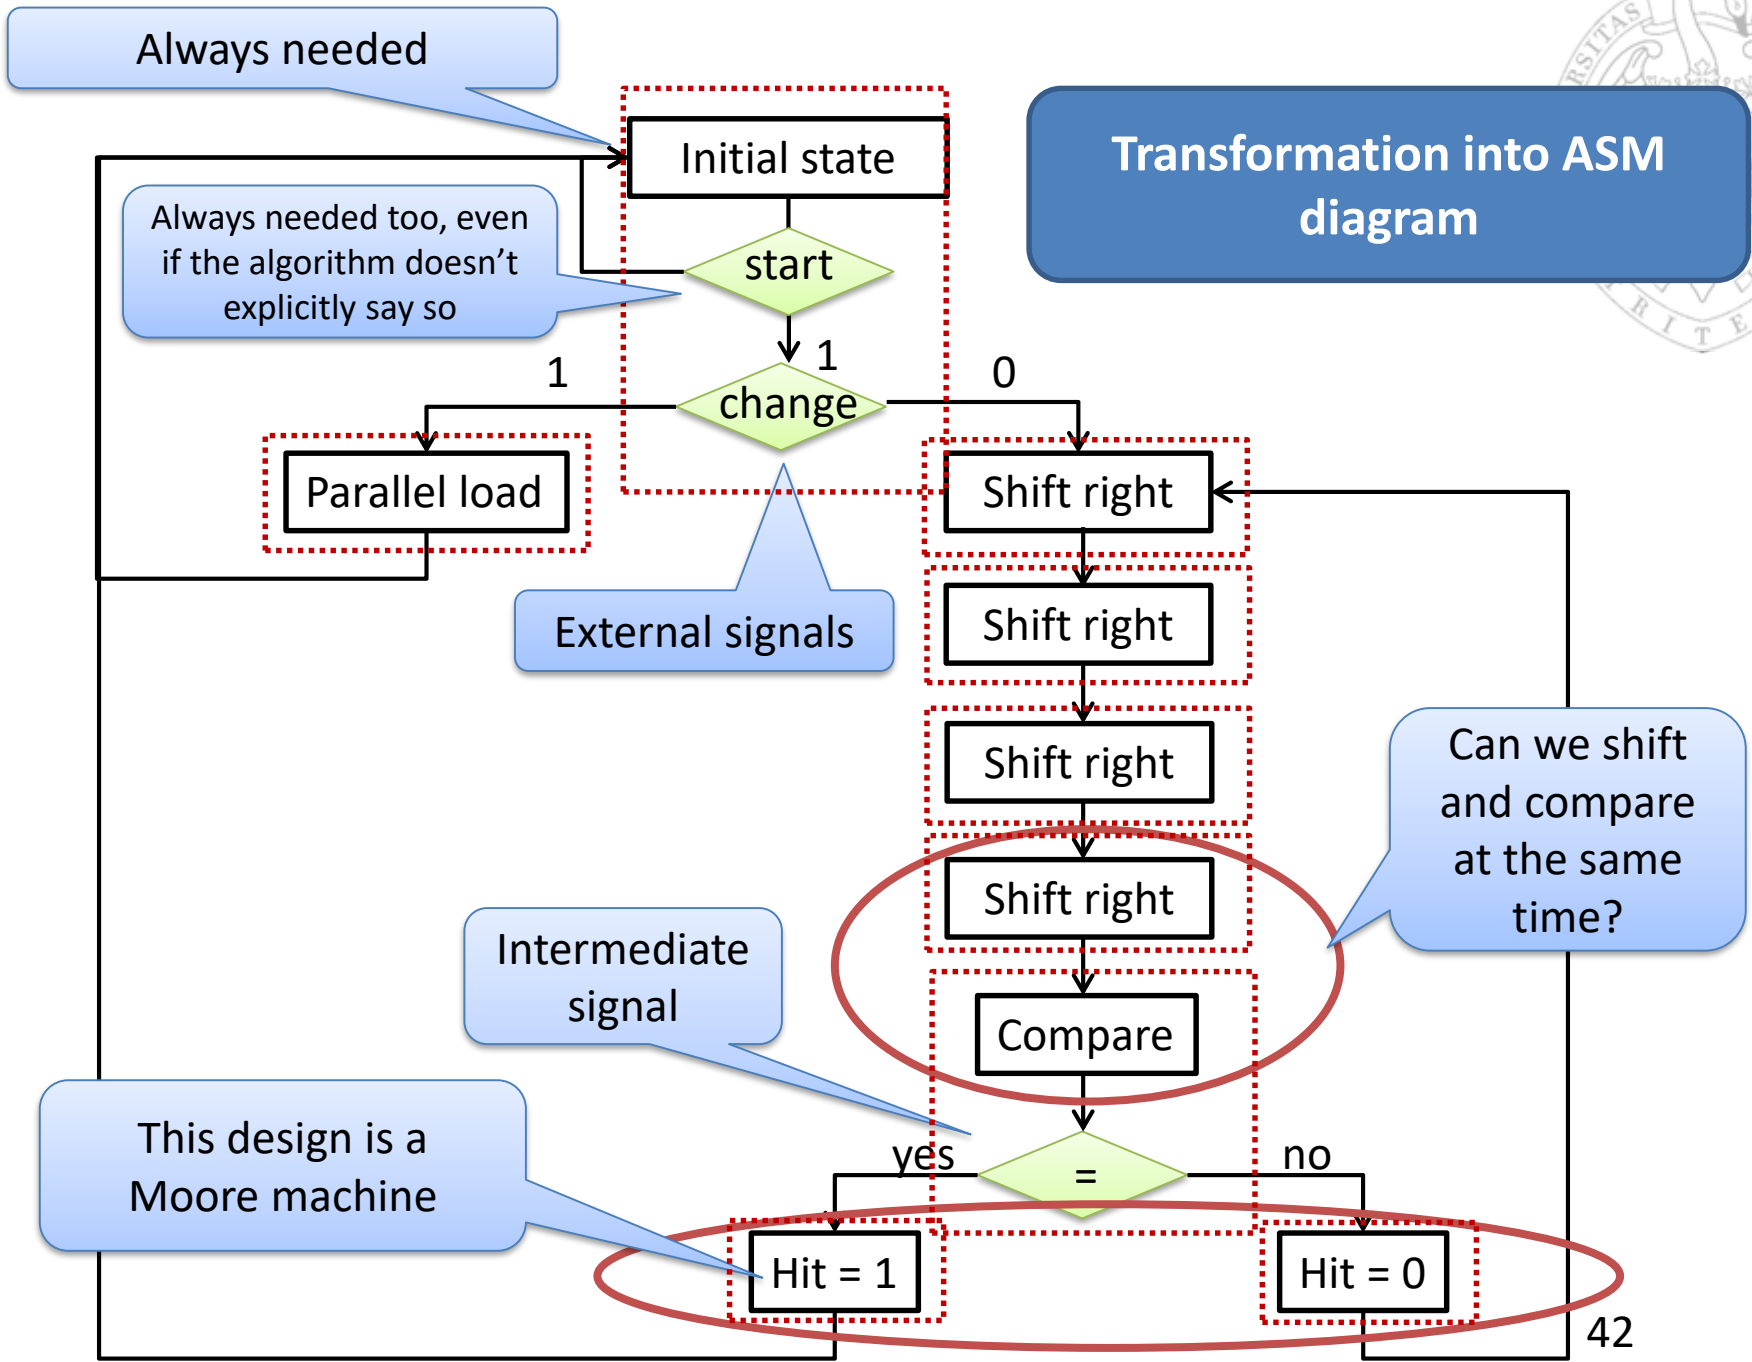 Always needed
Initial state
Transformation into ASM
diagram
Always needed too, even
if the algorithm doesn't
explicitly say so
start
1
1
0
change
Parallel load
Shift right
External signals
Shift right
Shift right
Can we shift
and compare
at the same
time?
Shift right
Intermediate
signal
Compare
This design is a
Moore machine
yes
=
no
Hit = 1
Hit = 0
42